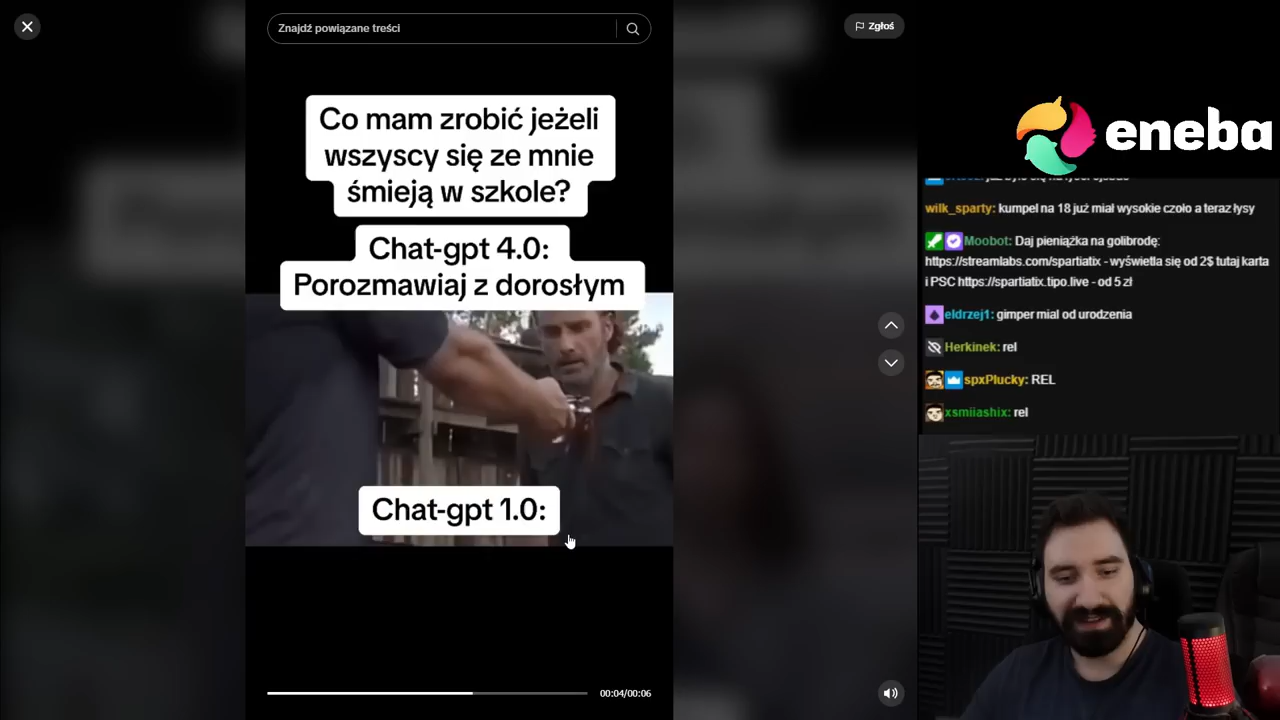 Znajdź powiązane treści
Zgłoś
Co mam zrobić jeżeli
wszyscy się ze mnie
śmieją w szkole?
Chat-gpt 4.0:
Porozmawiaj z dorosłym
Chat-gpt 1.0:
00:04/00:06
eneba
wilk_sparty: kumpel na 18 już miał wysokie czoło a teraz łysy
Moobot: Daj pieniążka na golibrodę:
https://streamlabs.com/spartiatix - wyświetla się od 2$ tutaj karta
i PSC https://spartiatix.tipo.live - od 5 zł
eldrzej1: gimper mial od urodzenia
Herkinek: rel
spxPlucky: REL
xsmiiashix: rel